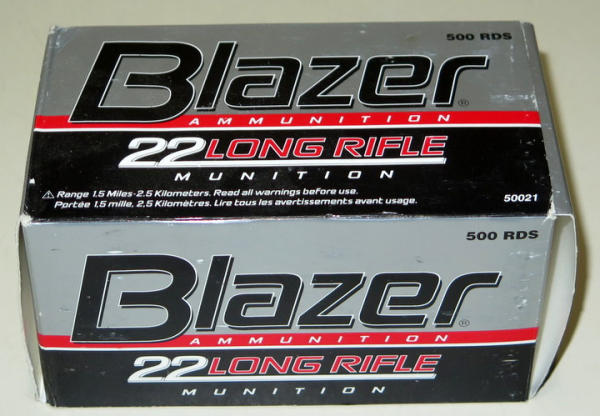 500 RDS
Blazer®
AMMUNITION
22 LONG RIFLE
MUNITION
⚠ Range 1.5 Miles-2.5 Kilometers. Read all warnings before use.
Portée 1.5 mille, 2,5 Kilomètres. Lire tous les avertissements avant usage.
50021
500 RDS
Blazer®
AMMUNITION
22 LONG RIFLE
MUNITION